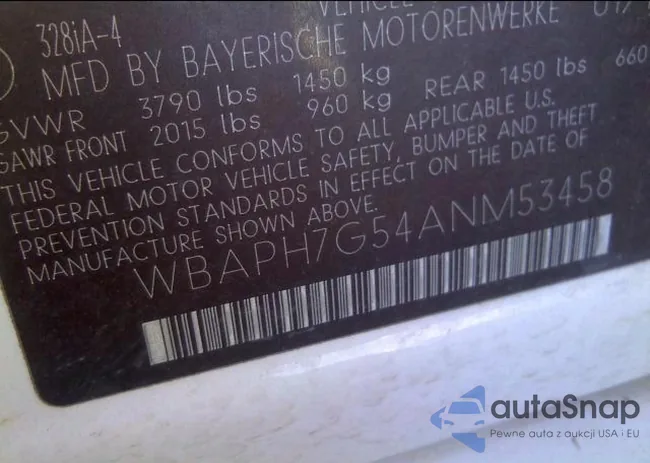 328iA-4
VEHICLE
MFD BY BAYERISCHE MOTORENWERKE 01/
GVWR 3790 lbs 1450 kg
GAWR FRONT 2015 lbs 960 kg REAR 1450 lbs 660
THIS VEHICLE CONFORMS TO ALL APPLICABLE U.S.
FEDERAL MOTOR VEHICLE SAFETY, BUMPER AND THEFT
PREVENTION STANDARDS IN EFFECT ON THE DATE OF
MANUFACTURE SHOWN ABOVE.
WBAPH7G54ANM53458
autaSnap
Pewne auta z aukcji USA i EU